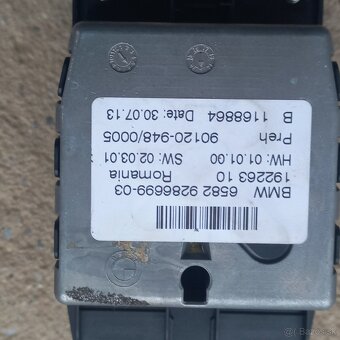 BMW 6582 9286699-03
192263 10 Romania
HW: 01.01.00 SW: 02.03.01
Preh 90120-948/0005
B 1168864 Date: 30.07.13